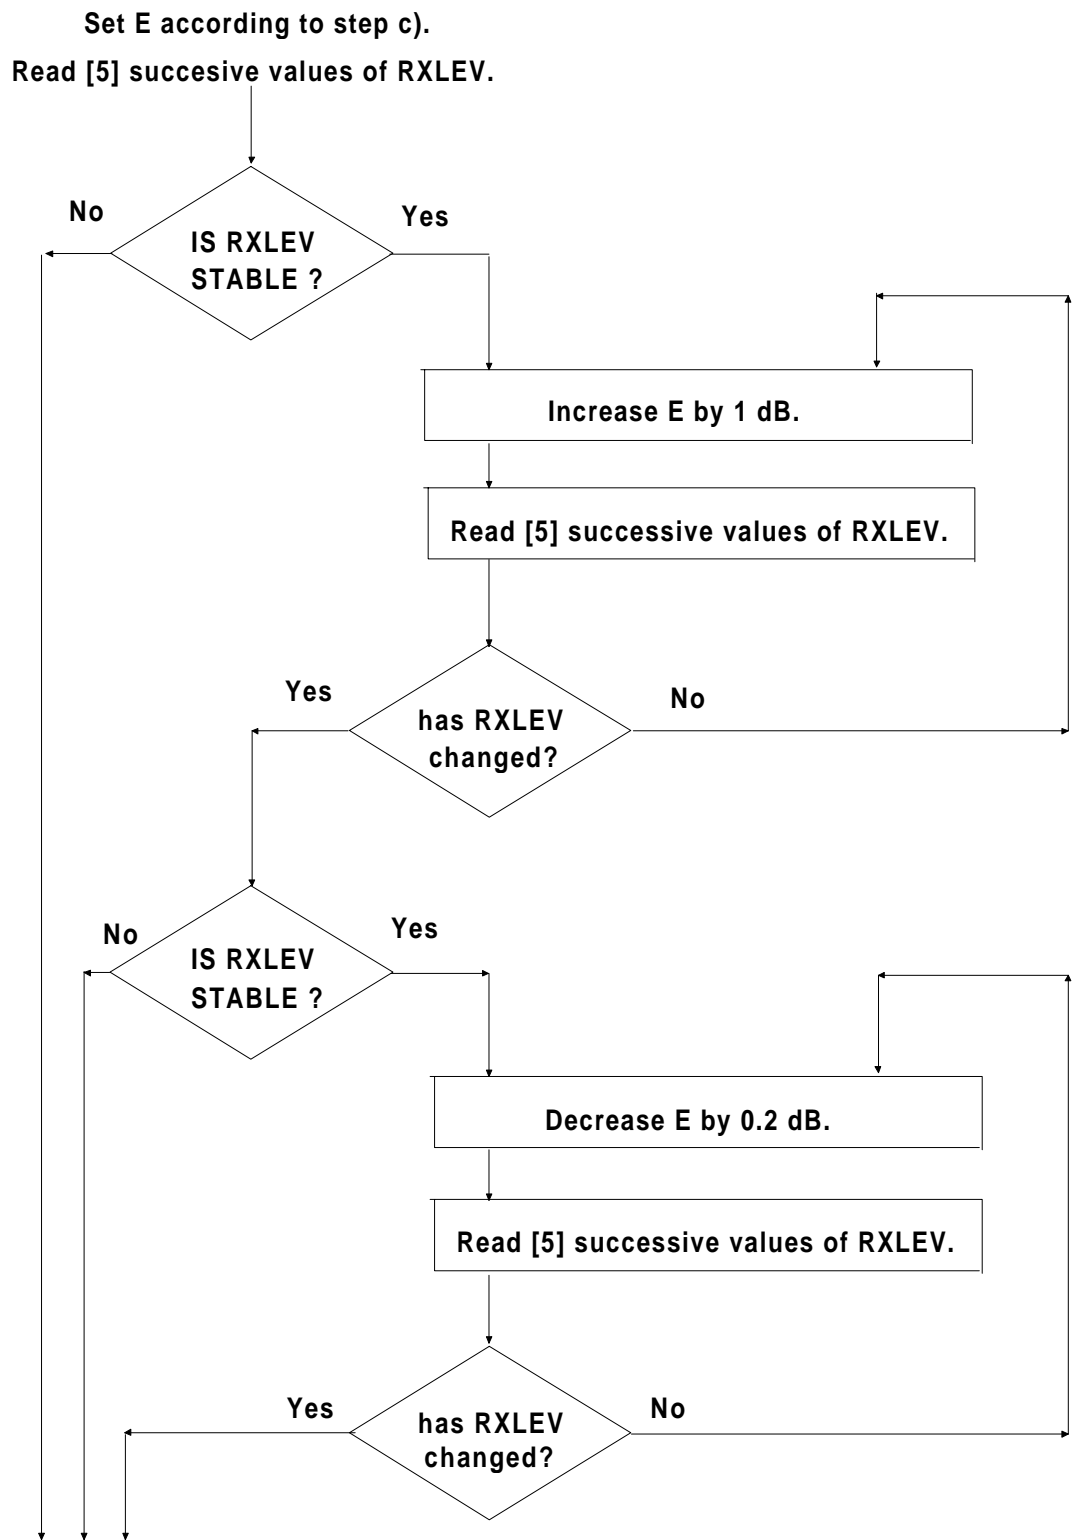 Set E according to step c).
Read [5] succesive values of RXLEV.
No
Yes
IS RXLEV
STABLE ?
Increase E by 1 dB.
Read [5] successive values of RXLEV.
Yes
No
has RXLEV
changed?
No
Yes
IS RXLEV
STABLE ?
Decrease E by 0.2 dB.
Read [5] successive values of RXLEV.
Yes
No
has RXLEV
changed?